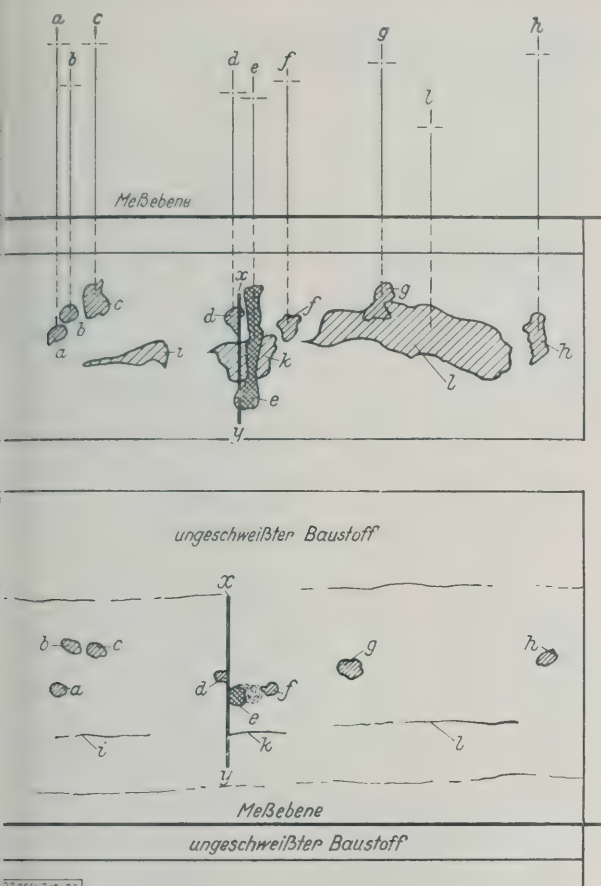 a c g h
b d e f
l
Meßebene
x
g
d f
b c k h
a i l
e
y
ungeschweißter Baustoff
x
b c g h
d f
a e
i k l
y
Meßebene
ungeschweißter Baustoff